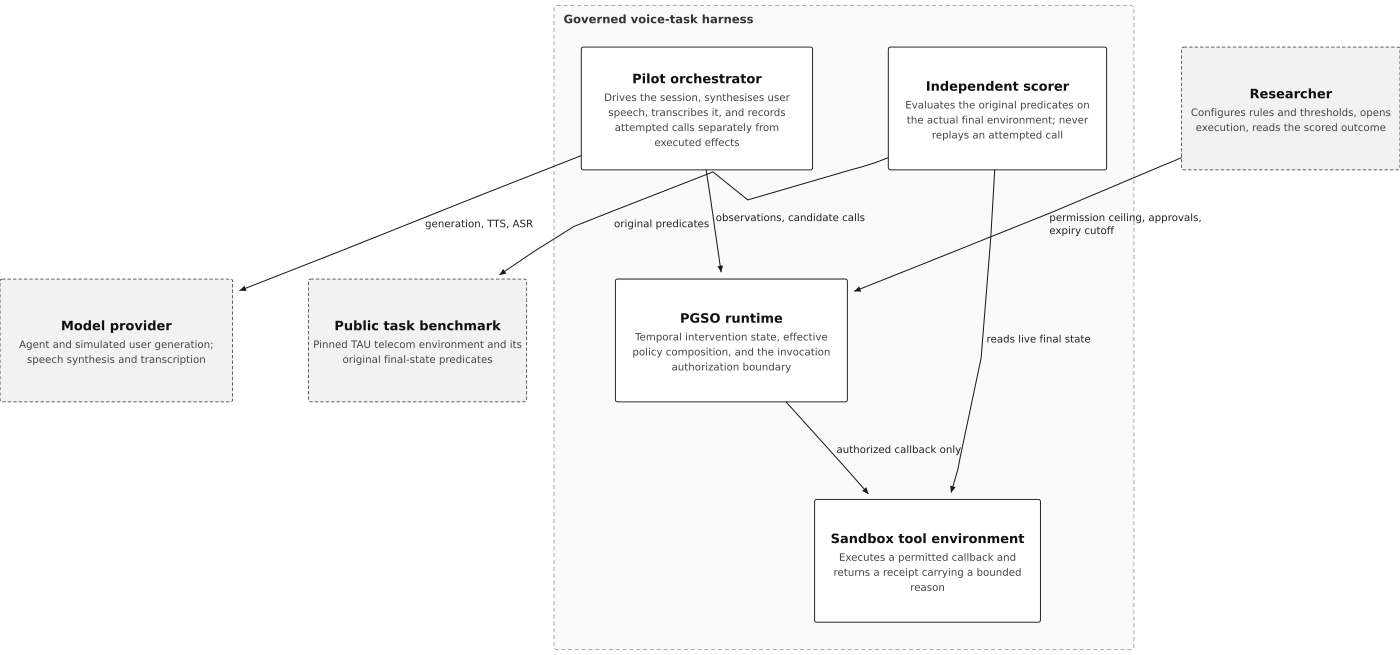 Governed voice-task harness
Pilot orchestrator
Drives the session, synthesises user
speech, transcribes it, and records
attempted calls separately from
executed effects
Independent scorer
Evaluates the original predicates on
the actual final environment; never
replays an attempted call
Researcher
Configures rules and thresholds, opens
execution, reads the scored outcome
generation, TTS, ASR
original predicates
observations, candidate calls
permission ceiling, approvals,
expiry cutoff
Model provider
Agent and simulated user generation;
speech synthesis and transcription
Public task benchmark
Pinned TAU telecom environment and its
original final-state predicates
PGSO runtime
Temporal intervention state, effective
policy composition, and the invocation
authorization boundary
reads live final state
authorized callback only
Sandbox tool environment
Executes a permitted callback and
returns a receipt carrying a bounded
reason